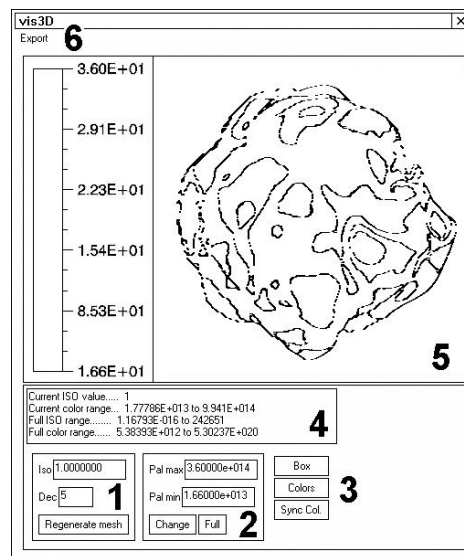 vis3D ×
Export 6
3.60E+01
2.91E+01
2.23E+01
1.54E+01
8.53E+01
1.66E+01
5
Current ISO value..... 1
Current color range... 1.77786E+013 to 9.941E+014
Full ISO range........ 1.16793E-016 to 242651
Full color range...... 5.38393E+012 to 5.30237E+020
4
Iso 1.0000000
Dec 5
1
Regenerate mesh
Pal max 3.60000e+014
Pal min 1.66000e+013
Change Full 2
Box
Colors
Sync Col.
3